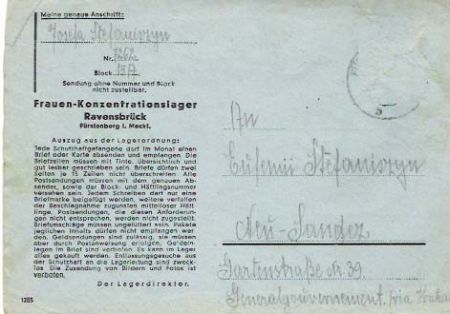 Meine genaue Anschrift:
Josefa Stefaniszyn
Nr. 7262
Block 15A
Sendung ohne Nummer und Block
nicht zustellbar.
Frauen-Konzentrationslager
Ravensbrück
Fürstenberg i. Meckl.
Auszug aus der Lagerordnung:
Jede Schutzhaftgefangene darf im Monat einen
Brief oder Karte absenden und empfangen. Die
Briefzeilen müssen mit Tinte, übersichtlich und
gut lesbar geschrieben sein. Briefe dürfen zwei
Seiten je 15 Zeilen nicht überschreiten. Alle
Postsendungen müssen mit dem genauen Ab-
sender, sowie der Block- und Häftlingsnummer
versehen sein. Jedem Schreiben darf nur eine
Briefmarke beigefügt werden, weitere verfallen
der Beschlagnahme zugunsten mittelloser Häft-
linge. Postsendungen, die diesen Anforderun-
gen nicht entsprechen, werden nicht zugestellt.
Briefumschläge müssen ungefüttert sein. Pakete
jeglichen Inhalts dürfen nicht empfangen wer-
den. Geldsendungen sind zulässig, sie müssen
aber durch Postanweisung erfolgen, Geldein-
lagen im Brief sind verboten. Es kann im Lager
alles gekauft werden. Entlassungsgesuche aus
der Schutzhaft an die Lagerleitung sind zweck-
los. Die Zusendung von Bildern und Fotos ist
verboten.
Der Lagerdirektor.
1285
An
Eugenii Stefaniszyn
Neu-Sandez
Gartenstraße Nr. 39.
Generalgouvernement